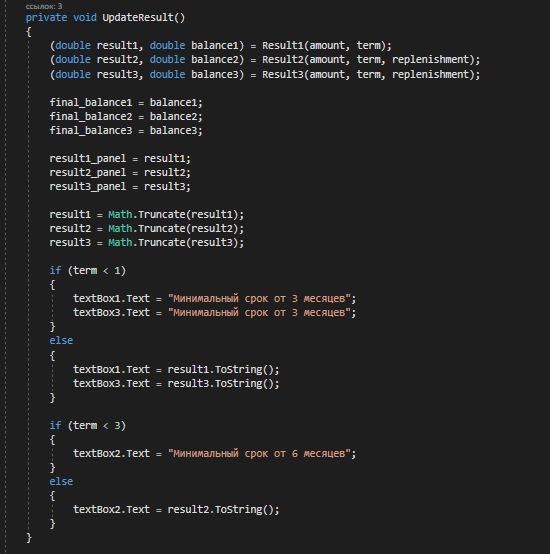 ссылок: 3
private void UpdateResult()
{
(double result1, double balance1) = Result1(amount, term);
(double result2, double balance2) = Result2(amount, term, replenishment);
(double result3, double balance3) = Result3(amount, term, replenishment);
final_balance1 = balance1;
final_balance2 = balance2;
final_balance3 = balance3;
result1_panel = result1;
result2_panel = result2;
result3_panel = result3;
result1 = Math.Truncate(result1);
result2 = Math.Truncate(result2);
result3 = Math.Truncate(result3);
if (term < 1)
{
textBox1.Text = "Минимальный срок от 3 месяцев";
textBox3.Text = "Минимальный срок от 3 месяцев";
}
else
{
textBox1.Text = result1.ToString();
textBox3.Text = result3.ToString();
}
if (term < 3)
{
textBox2.Text = "Минимальный срок от 6 месяцев";
}
else
{
textBox2.Text = result2.ToString();
}
}